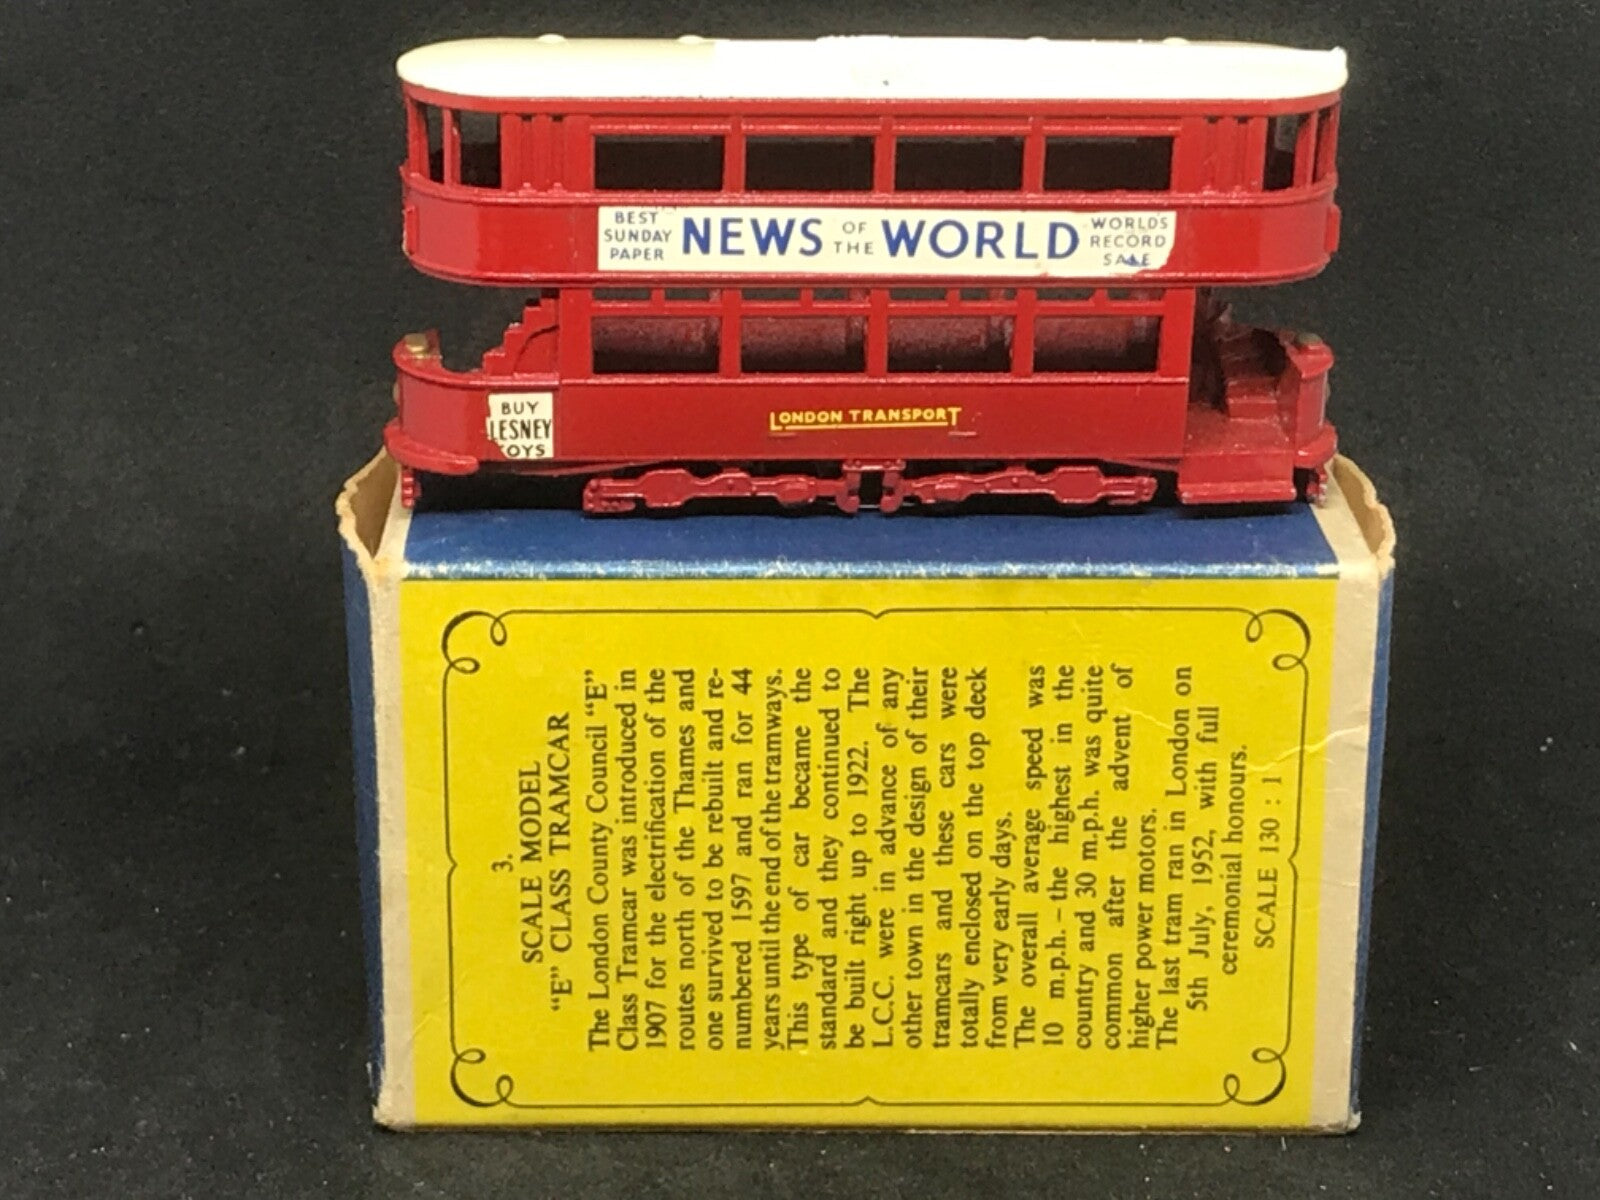 BEST
SUNDAY
PAPER
NEWS OF THE WORLD
WORLDS
RECORD
SALE
BUY
LESNEY
TOYS
LONDON TRANSPORT
3.
SCALE MODEL
"E" CLASS TRAMCAR
The London County Council "E"
Class Tramcar was introduced in
1907 for the electrification of the
routes north of the Thames and
one survived to be rebuilt and re-
numbered 1597 and ran for 44
years until the end of the tramways.
This type of car became the
standard and they continued to
be built right up to 1922. The
L.C.C. were in advance of any
other town in the design of their
tramcars and these cars were
totally enclosed on the top deck
from very early days.
The overall average speed was
10 m.p.h. – the highest in the
country and 30 m.p.h. was quite
common after the advent of
higher power motors.
The last tram ran in London on
5th July, 1952, with full
ceremonial honours.
SCALE 130 : 1